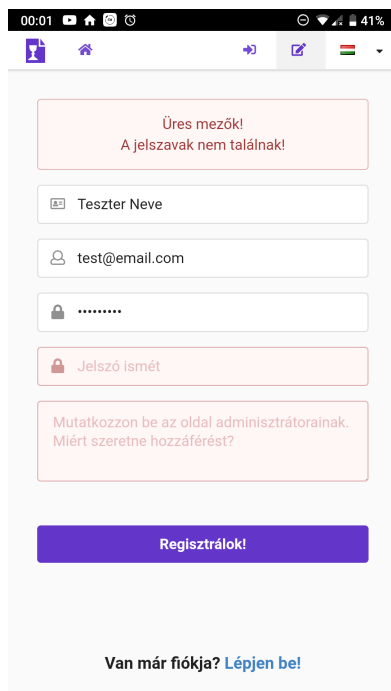 00:01
41%
Üres mezők!
A jelszavak nem találnak!
Teszter Neve
test@email.com
•••••••••
Jelszó ismét
Mutatkozzon be az oldal adminisztrátorainak.
Miért szeretne hozzáférést?
Regisztrálok!
Van már fiókja? Lépjen be!